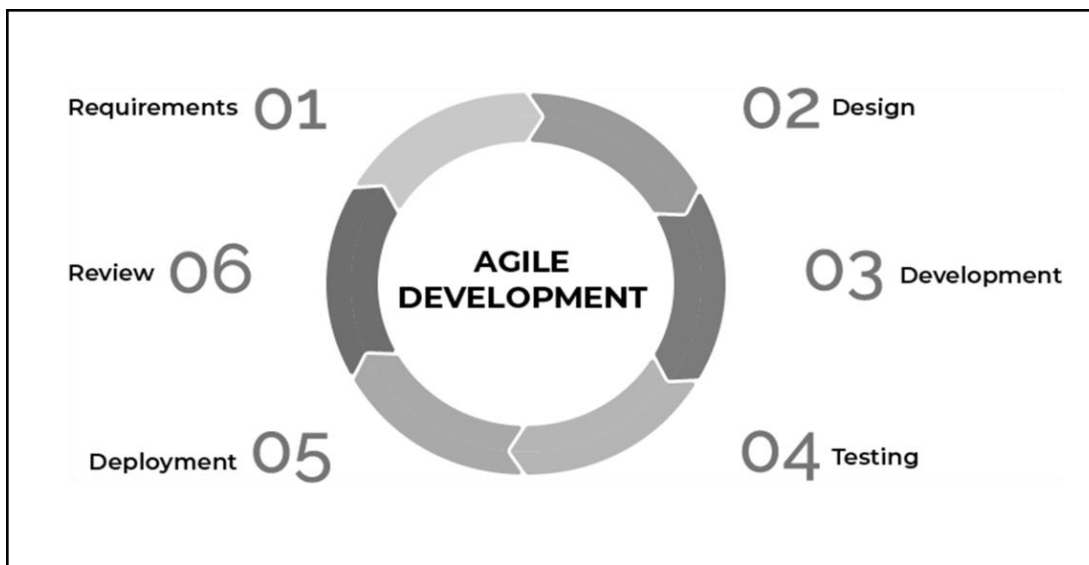 Requirements 01
02 Design
AGILE
DEVELOPMENT
Review 06
03 Development
Deployment 05
04 Testing